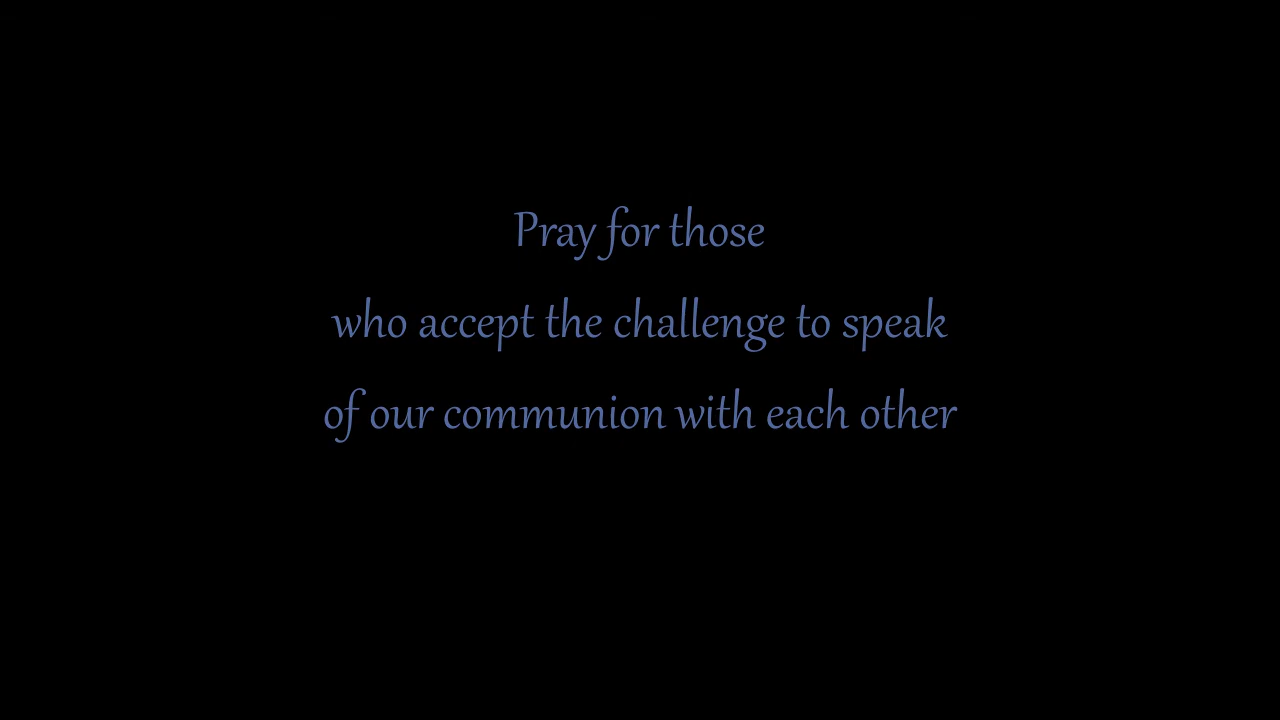 Pray for those
who accept the challenge to speak
of our communion with each other